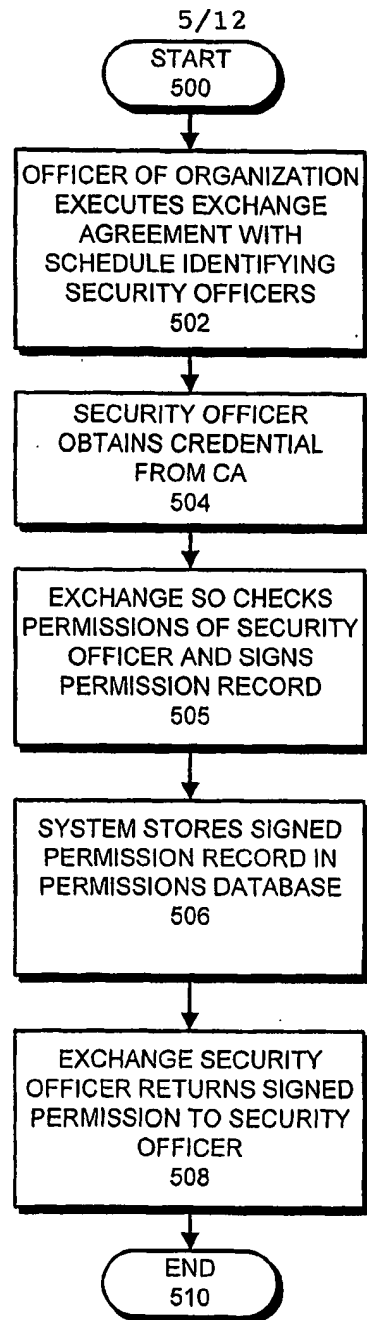 5/12
START
500
OFFICER OF ORGANIZATION
EXECUTES EXCHANGE
AGREEMENT WITH
SCHEDULE IDENTIFYING
SECURITY OFFICERS
502
SECURITY OFFICER
OBTAINS CREDENTIAL
FROM CA
504
EXCHANGE SO CHECKS
PERMISSIONS OF SECURITY
OFFICER AND SIGNS
PERMISSION RECORD
505
SYSTEM STORES SIGNED
PERMISSION RECORD IN
PERMISSIONS DATABASE
506
EXCHANGE SECURITY
OFFICER RETURNS SIGNED
PERMISSION TO SECURITY
OFFICER
508
END
510